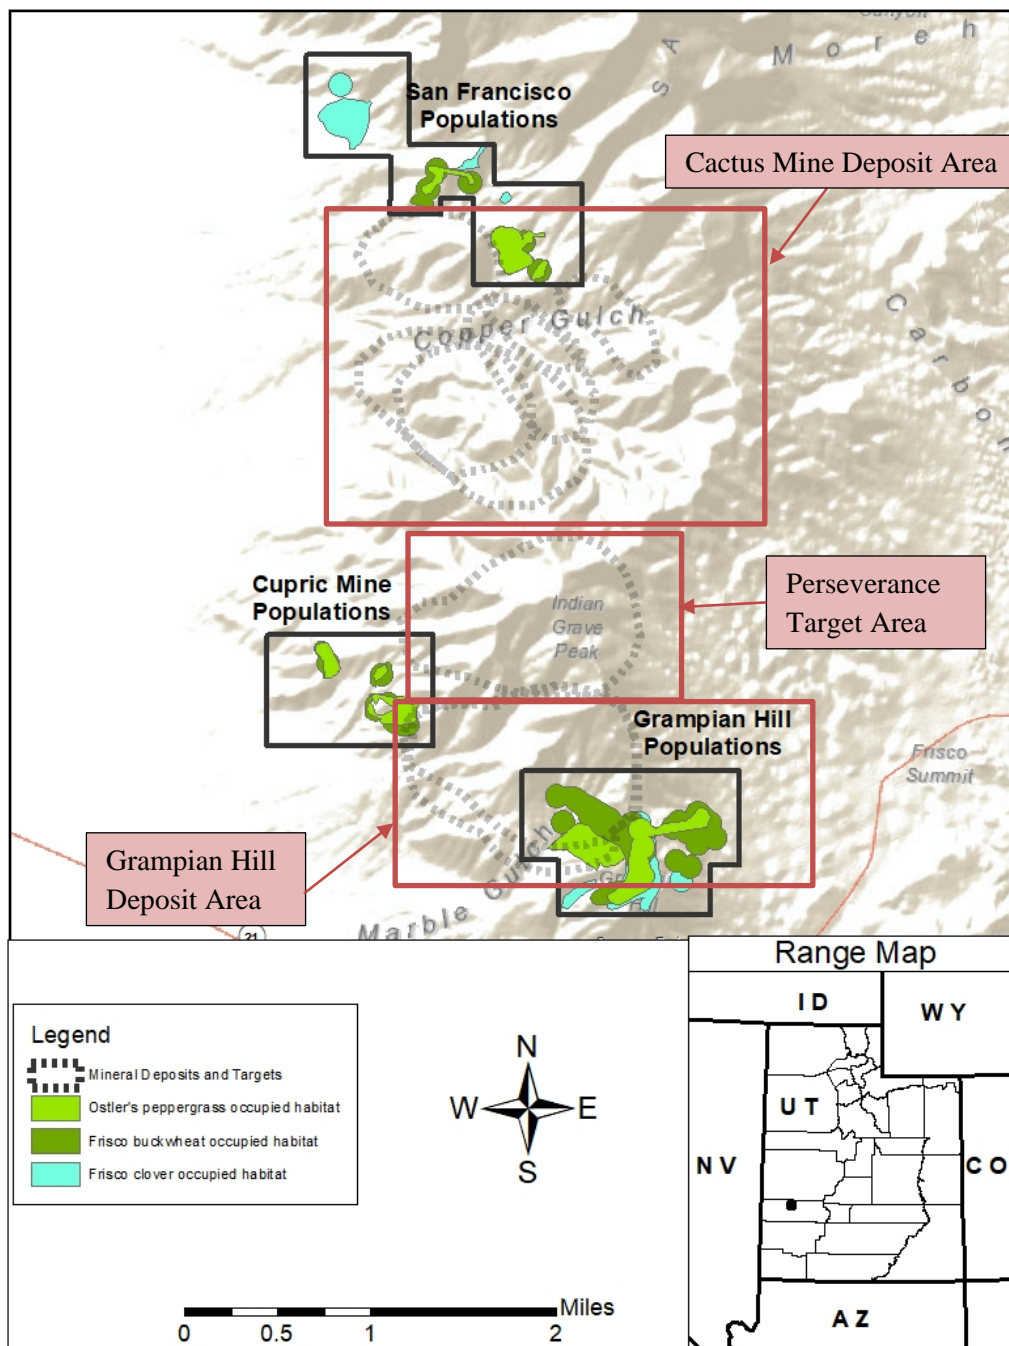 Canyon
S A
M o r e h
San Francisco
Populations
Cactus Mine Deposit Area
Copper Gulch
C a r b o n
Cupric Mine
Populations
Indian
Grave
Peak
Perseverance
Target Area
Grampian Hill
Populations
Frisco
Summit
Grampian Hill
Deposit Area
Marble Gulch
Hill
21
Range Map
ID
WY
UT
NV
CO
AZ
Legend
Mineral Deposits and Targets
Ostler's peppergrass occupied habitat
Frisco buckwheat occupied habitat
Frisco clover occupied habitat
N
W E
S
Miles
0 0.5 1 2